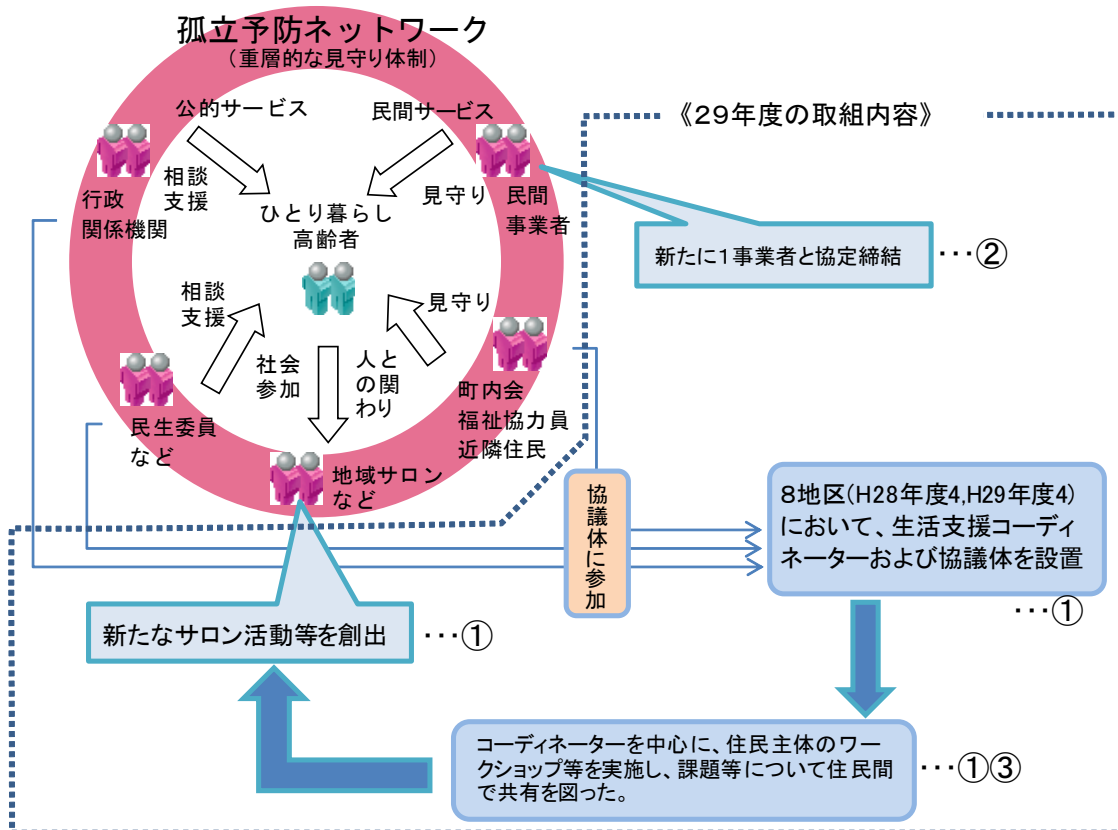 孤立予防ネットワーク
（重層的な見守り体制）
公的サービス
民間サービス
《29年度の取組内容》
相談
支援
見守り
行政
関係機関
民間
事業者
ひとり暮らし
高齢者
新たに１事業者と協定締結
…②
相談
支援
見守り
社会
参加
人と
の関
わり
民生委員
など
町内会
福祉協力員
近隣住民
地域サロン
など
協議体に参加
８地区(H28年度4,H29年度4)
において、生活支援コーディ
ネーターおよび協議体を設置
…①
新たなサロン活動等を創出
…①
コーディネーターを中心に、住民主体のワー
クショップ等を実施し、課題等について住民間
で共有を図った。
…①③